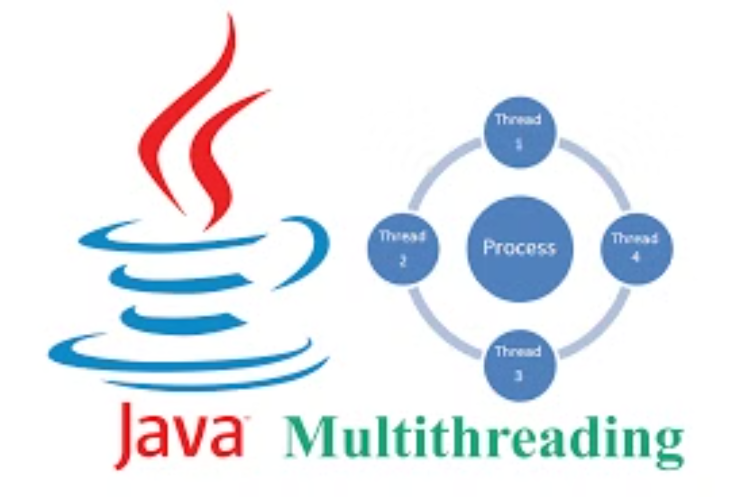 Thread
1
Thread
2
Process
Thread
4
Thread
3
Java Multithreading